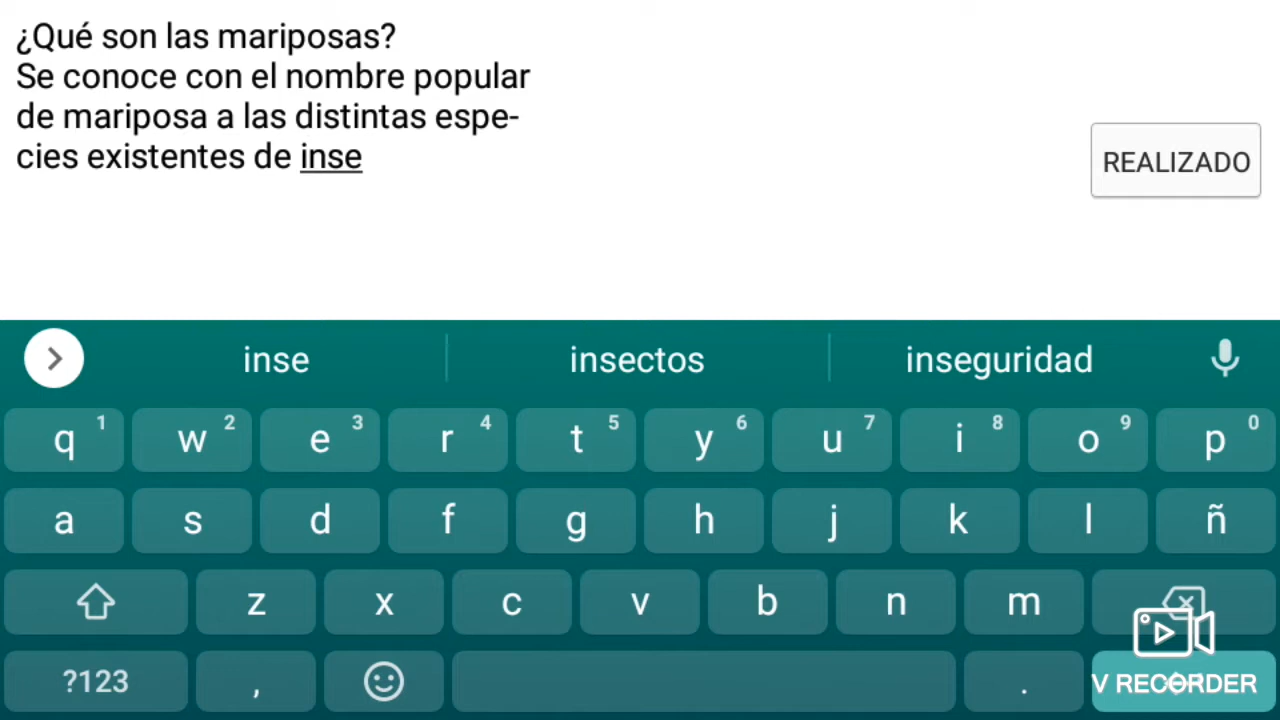 ¿Qué son las mariposas?
Se conoce con el nombre popular
de mariposa a las distintas espe-
cies existentes de inse
REALIZADO
inse insectos inseguridad
q 1 w 2 e 3 r 4 t 5 y 6 u 7 i 8 o 9 p 0
a s d f g h j k l ñ
z x c v b n m
?123 , .
V RECORDER